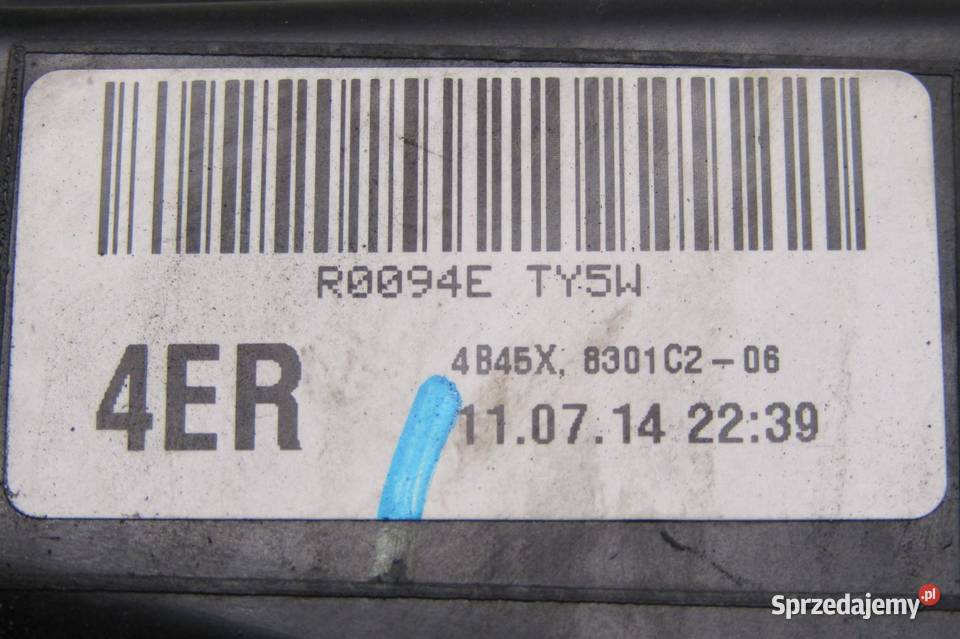 R0094E TY5W
4ER
4B45X, 8301C2-06
11.07.14 22:39
Sprzedajemy.pl